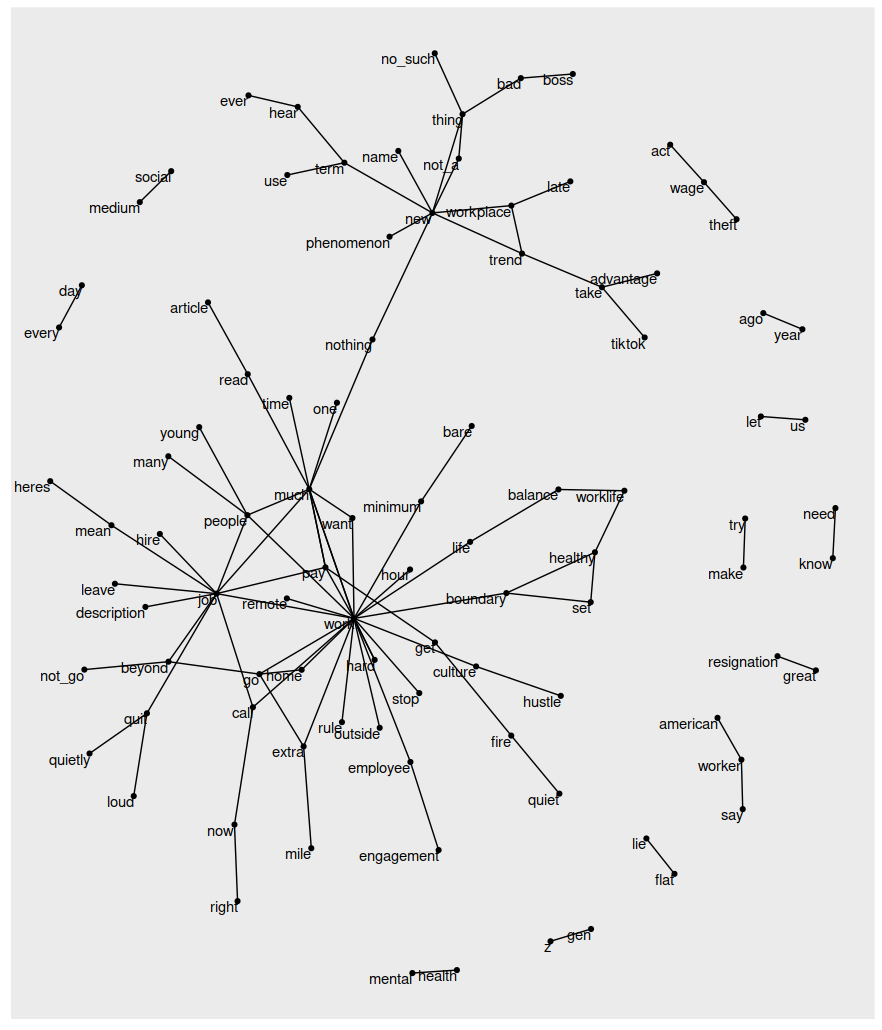 no_such
bad
boss
ever
hear
thing
act
name
not_a
term
social
use
late
wage
medium
new
workplace
theft
phenomenon
trend
day
advantage
take
article
ago
every
year
nothing
tiktok
read
time
one
let
us
young
bare
many
heres
much
balance
worklife
minimum
people
want
need
try
mean
hire
life
healthy
know
pay
hour
make
leave
job
boundary
remote
set
description
work
get
resignation
beyond
hard
culture
not_go
go
home
great
stop
hustle
call
quit
rule
outside
american
fire
extra
quietly
employee
worker
quiet
loud
say
now
lie
mile
engagement
flat
right
gen
z
mental
health